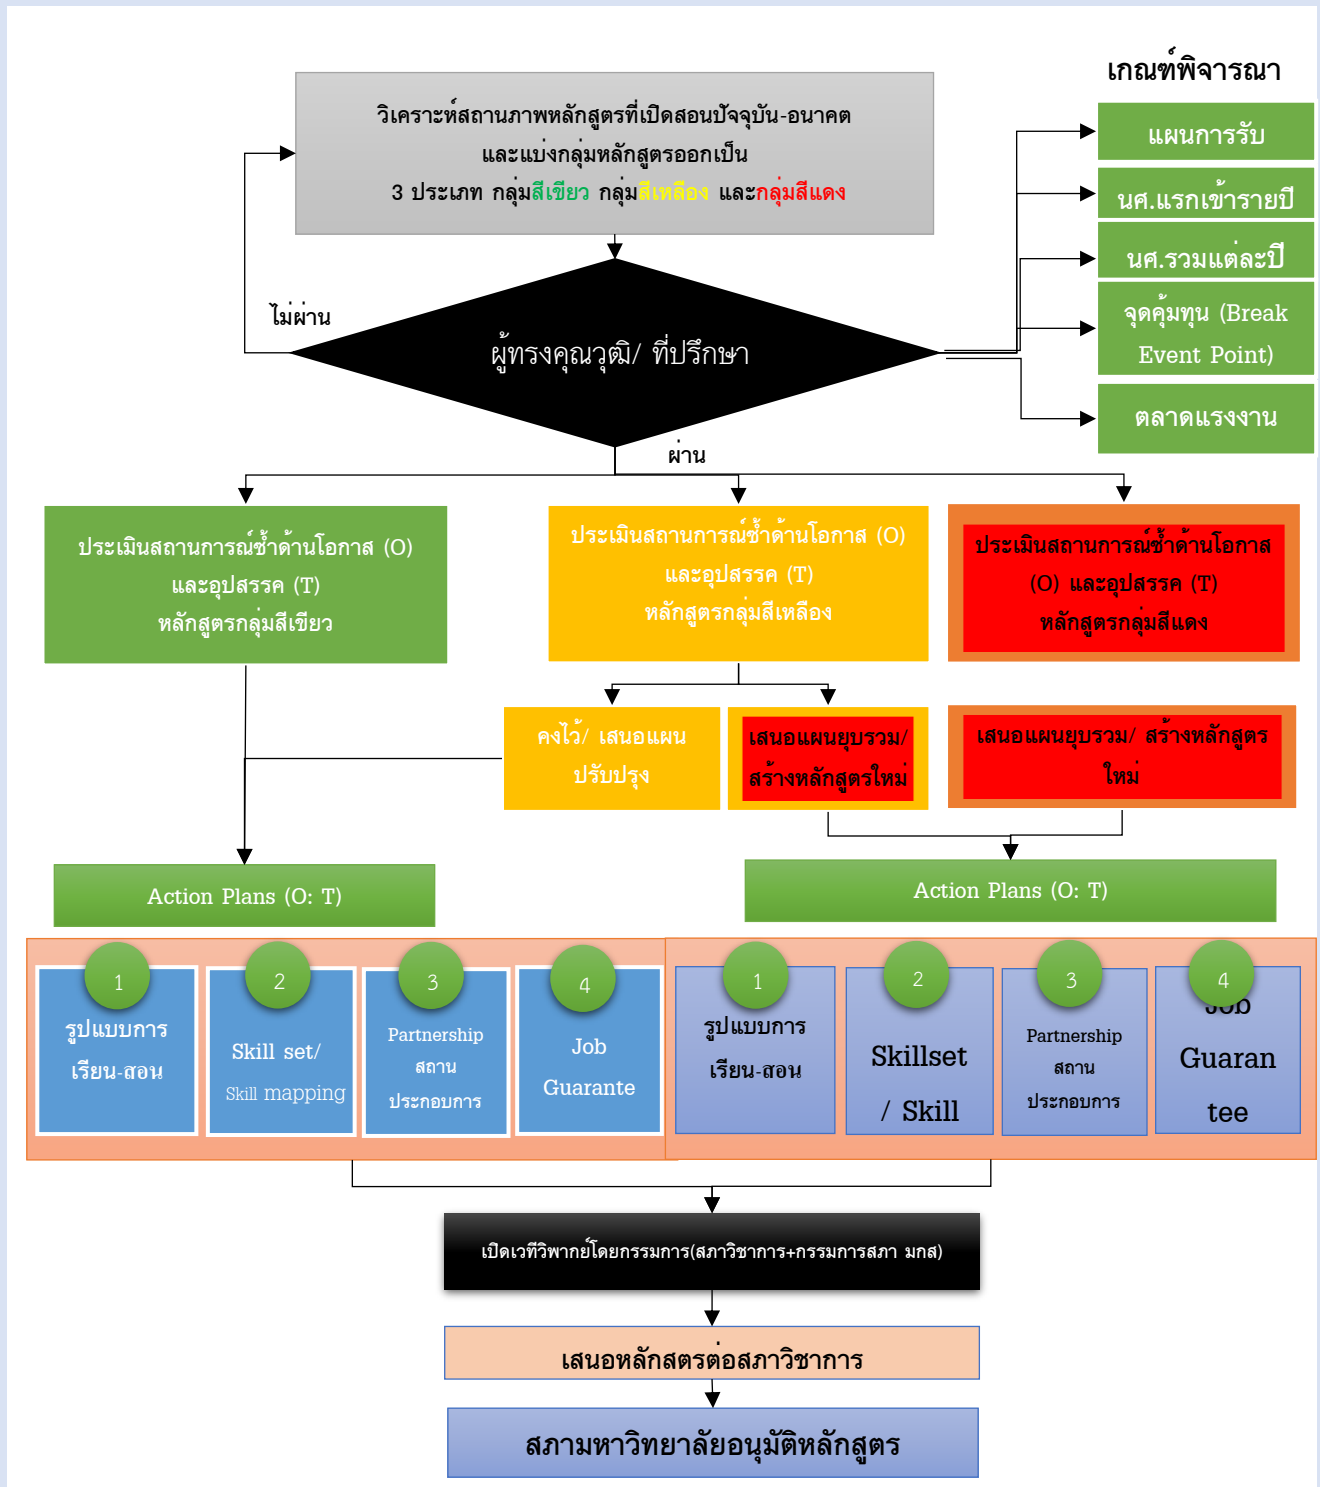 เกณฑ์พิจารณา
วิเคราะห์สถานภาพหลักสูตรที่เปิดสอนปัจจุบัน-อนาคต
และแบ่งกลุ่มหลักสูตรออกเป็น
3 ประเภท กลุ่มสีเขียว กลุ่มสีเหลือง และกลุ่มสีแดง
แผนการรับ
นศ.แรกเข้ารายปี
นศ.รวมแต่ละปี
จุดคุ้มทุน (Break
Event Point)
ตลาดแรงงาน
ไม่ผ่าน
ผู้ทรงคุณวุฒิ/ ที่ปรึกษา
ผ่าน
ประเมินสถานการณ์ซ้ำด้านโอกาส (O)
และอุปสรรค (T)
หลักสูตรกลุ่มสีเขียว
ประเมินสถานการณ์ซ้ำด้านโอกาส (O)
และอุปสรรค (T)
หลักสูตรกลุ่มสีเหลือง
ประเมินสถานการณ์ซ้ำด้านโอกาส
(O) และอุปสรรค (T)
หลักสูตรกลุ่มสีแดง
คงไว้/ เสนอแผน
ปรับปรุง
เสนอแผนยุบรวม/
สร้างหลักสูตรใหม่
เสนอแผนยุบรวม/ สร้างหลักสูตร
ใหม่
Action Plans (O: T)
Action Plans (O: T)
1
รูปแบบการ
เรียน-สอน
2
Skill set/
Skill mapping
3
Partnership
สถาน
ประกอบการ
4
Job
Guarante
1
รูปแบบการ
เรียน-สอน
2
Skillset
/ Skill
3
Partnership
สถาน
ประกอบการ
4
Job
Guaran
tee
เปิดเวทีวิพากย์โดยกรรมการ(สภาวิชาการ+กรรมการสภา มกส)
เสนอหลักสตรต่อสภาวิชาการ
สภามหาวิทยาลัยอนุมัติหลักสูตร